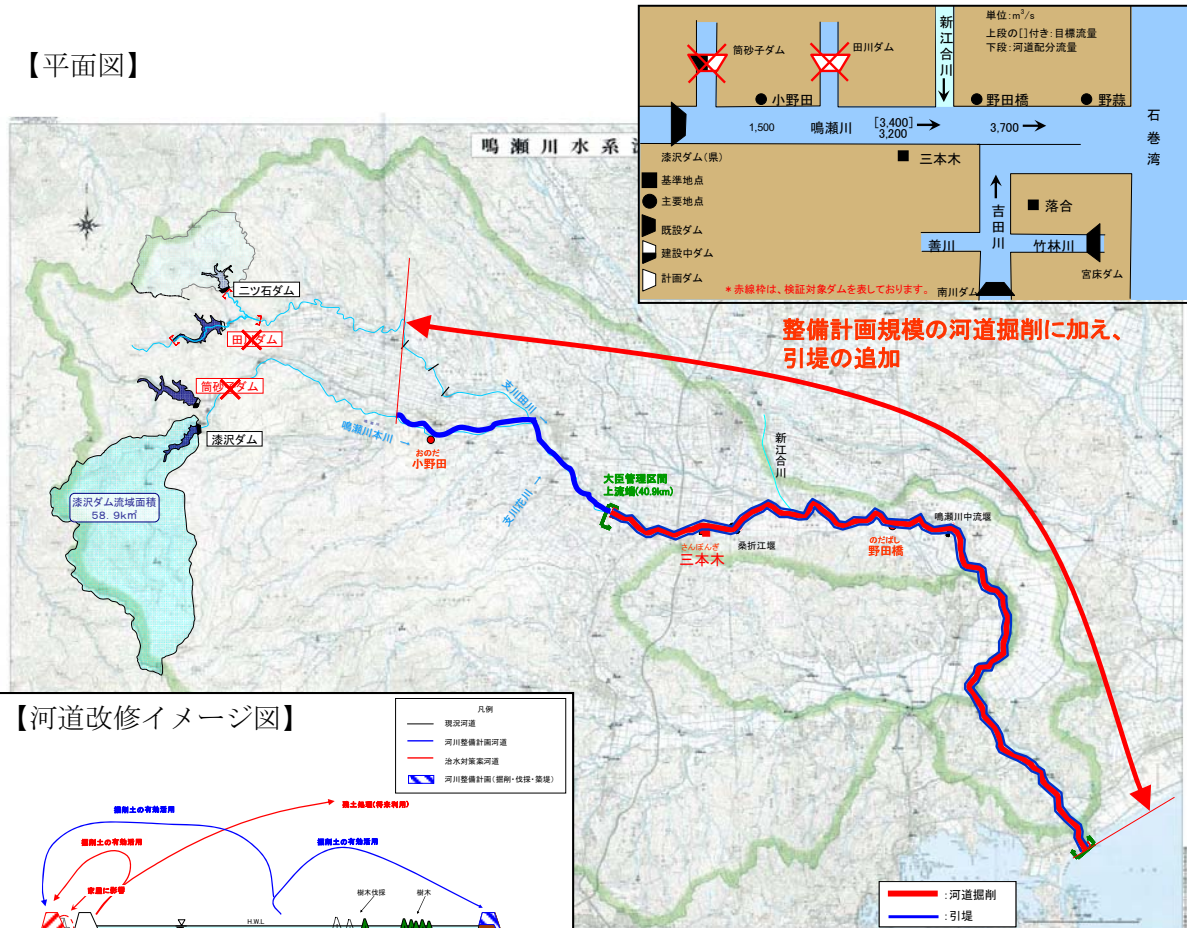 【平面図】
単位:m³/s
上段の[]付き:目標流量
下段:河道配分流量
新江合川
筒砂子ダム
田川ダム
小野田
野田橋
野蒜
石巻湾
1,500
鳴瀬川
[3,400]
3,200
3,700
漆沢ダム(県)
三本木
基準地点
主要地点
既設ダム
建設中ダム
計画ダム
吉田川
落合
善川
竹林川
宮床ダム
南川ダム
*赤線枠は、検証対象ダムを表しております。
鳴瀬川水系
整備計画規模の河道掘削に加え、
引堤の追加
二ツ石ダム
田川ダム
筒砂子ダム
漆沢ダム
漆沢ダム流域面積
58.9k㎡
支川田川
鳴瀬川本川
おのだ
小野田
支川花川
大臣管理区間
上流端(40.9km)
新江合川
さんぼんぎ
三本木
桑折江堰
のだばし
野田橋
鳴瀬川中流堰
【河道改修イメージ図】
凡例
現況河道
河川整備計画河道
治水対策案河道
河川整備計画(掘削・伐採・築堤)
掘削土の有効活用
残土処理(将来利用)
掘削土の有効活用
掘削土の有効活用
家屋に影響
樹木伐採
樹木
H.W.L
:河道掘削
:引堤